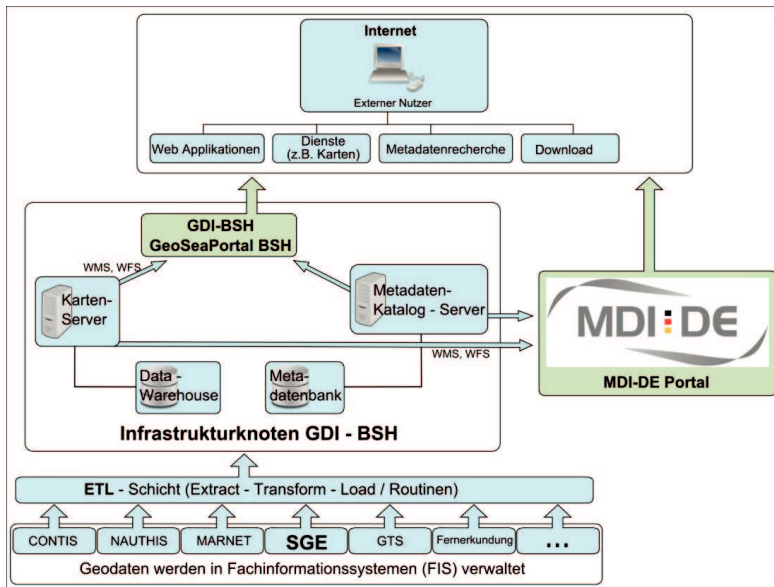 Internet
Externer Nutzer
Web Applikationen
Dienste
(z.B. Karten)
Metadatenrecherche
Download
GDI-BSH
GeoSeaPortal BSH
WMS, WFS
Karten-
Server
Metadaten-
Katalog - Server
WMS, WFS
MDI DE
MDI-DE Portal
Data -
Warehouse
Meta-
datenbank
Infrastrukturknoten GDI - BSH
ETL - Schicht (Extract - Transform - Load / Routinen)
CONTIS
NAUTHIS
MARNET
SGE
GTS
Fernerkundung
...
Geodaten werden in Fachinformationssystemen (FIS) verwaltet